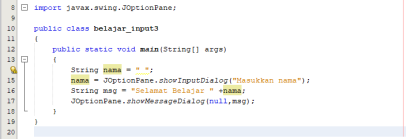 8 import javax.swing.JOptionPane;
9
10 public class belajar_input3
11 {
12 public static void main(String[] args)
13 {
String nama = " ";
15 nama = JOptionPane.showInputDialog("Masukkan nama");
16 String msg = "Selamat Belajar " +nama;
17 JOptionPane.showMessageDialog(null,msg);
18 }
19 }
20